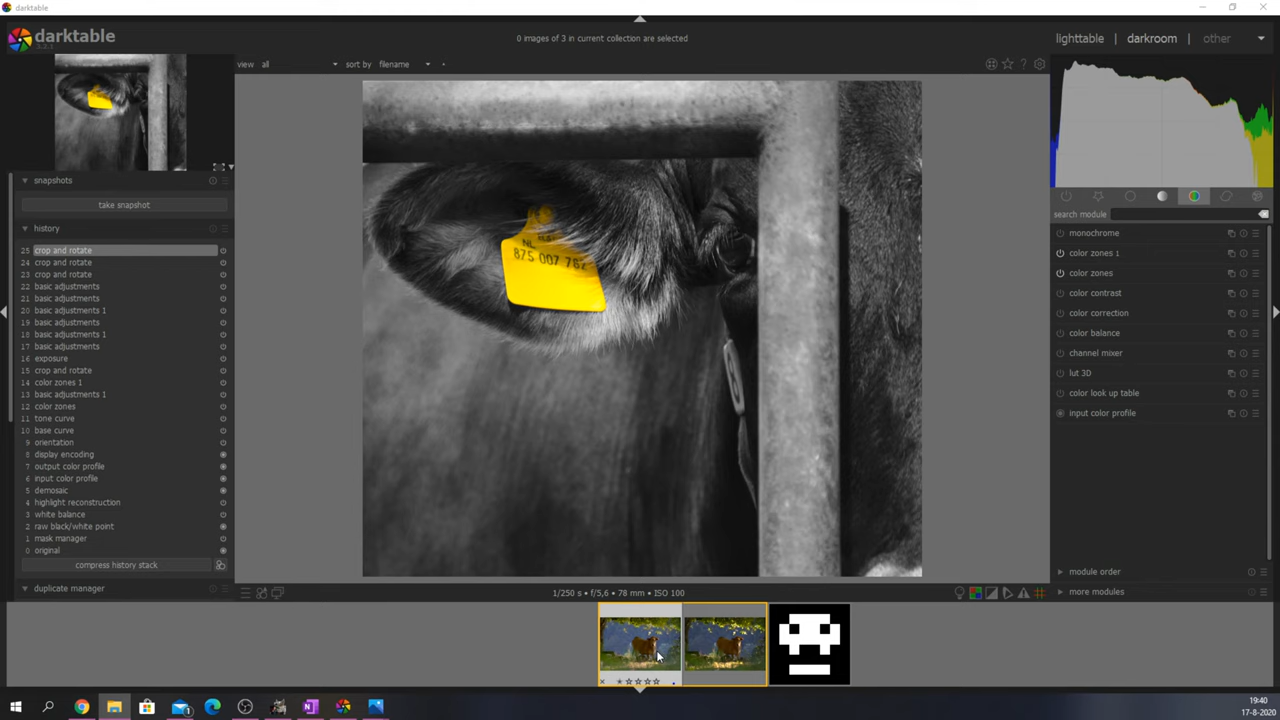 darktable
darktable
3.2.1
0 images of 3 in current collection are selected
lighttable darkroom other
view all sort by filename
snapshots
take snapshot
history
25 crop and rotate
24 crop and rotate
23 crop and rotate
22 basic adjustments
21 basic adjustments
20 basic adjustments 1
19 basic adjustments
18 basic adjustments 1
17 basic adjustments
16 exposure
15 crop and rotate
14 color zones 1
13 basic adjustments 1
12 color zones
11 tone curve
10 base curve
9 orientation
8 display encoding
7 output color profile
6 input color profile
5 demosaic
4 highlight reconstruction
3 white balance
2 raw black/white point
1 mask manager
0 original
compress history stack
duplicate manager
NL
875 007 762
1/250 s • f/5,6 • 78 mm • ISO 100
search module
monochrome
color zones 1
color zones
color contrast
color correction
color balance
channel mixer
lut 3D
color look up table
input color profile
module order
more modules
19:40
17-8-2020